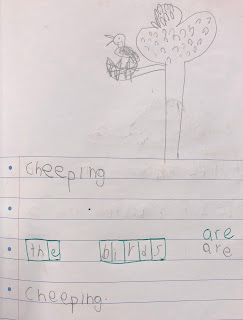 cheeping
are
the birds are
cheeping.